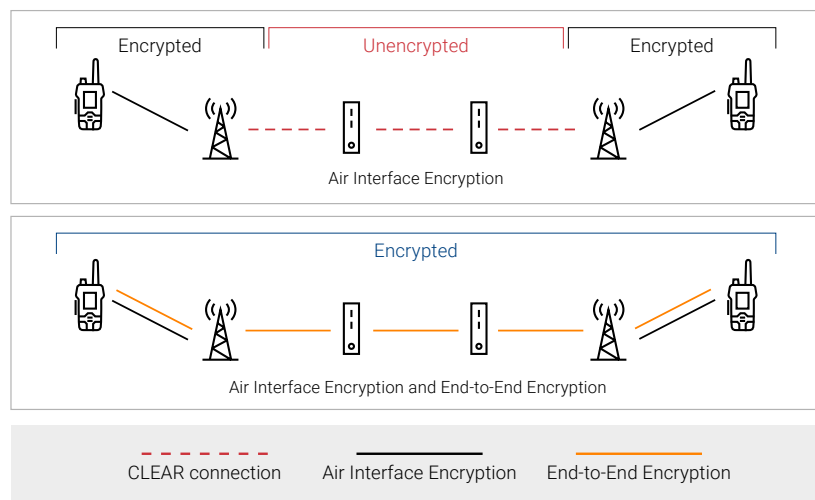 Encrypted Unencrypted Encrypted
Air Interface Encryption
Encrypted
Air Interface Encryption and End-to-End Encryption
CLEAR connection Air Interface Encryption End-to-End Encryption